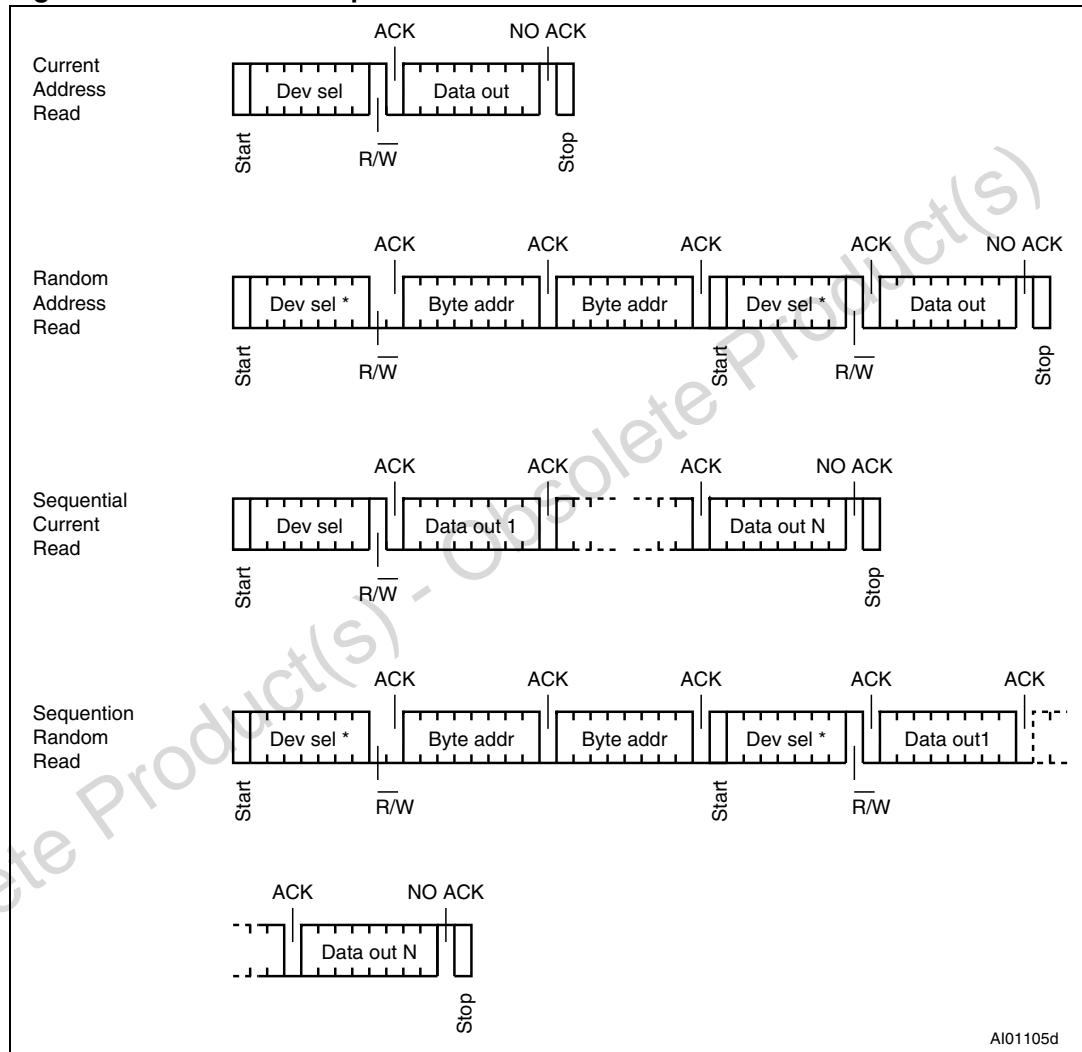 ACK NO ACK
Current
Address
Read
Dev sel Data out
Start R/W Stop
ACK ACK ACK ACK NO ACK
Random
Address
Read
Dev sel * Byte addr Byte addr Dev sel * Data out
Start R/W Start R/W Stop
ACK ACK ACK NO ACK
Sequential
Current
Read
Dev sel Data out 1 Data out N
Start R/W Stop
ACK ACK ACK ACK ACK
Sequention
Random
Read
Dev sel * Byte addr Byte addr Dev sel * Data out1
Start R/W Start R/W
ACK NO ACK
Data out N
Stop
AI01105d
ete Product(s) - Obsolete Product(s)